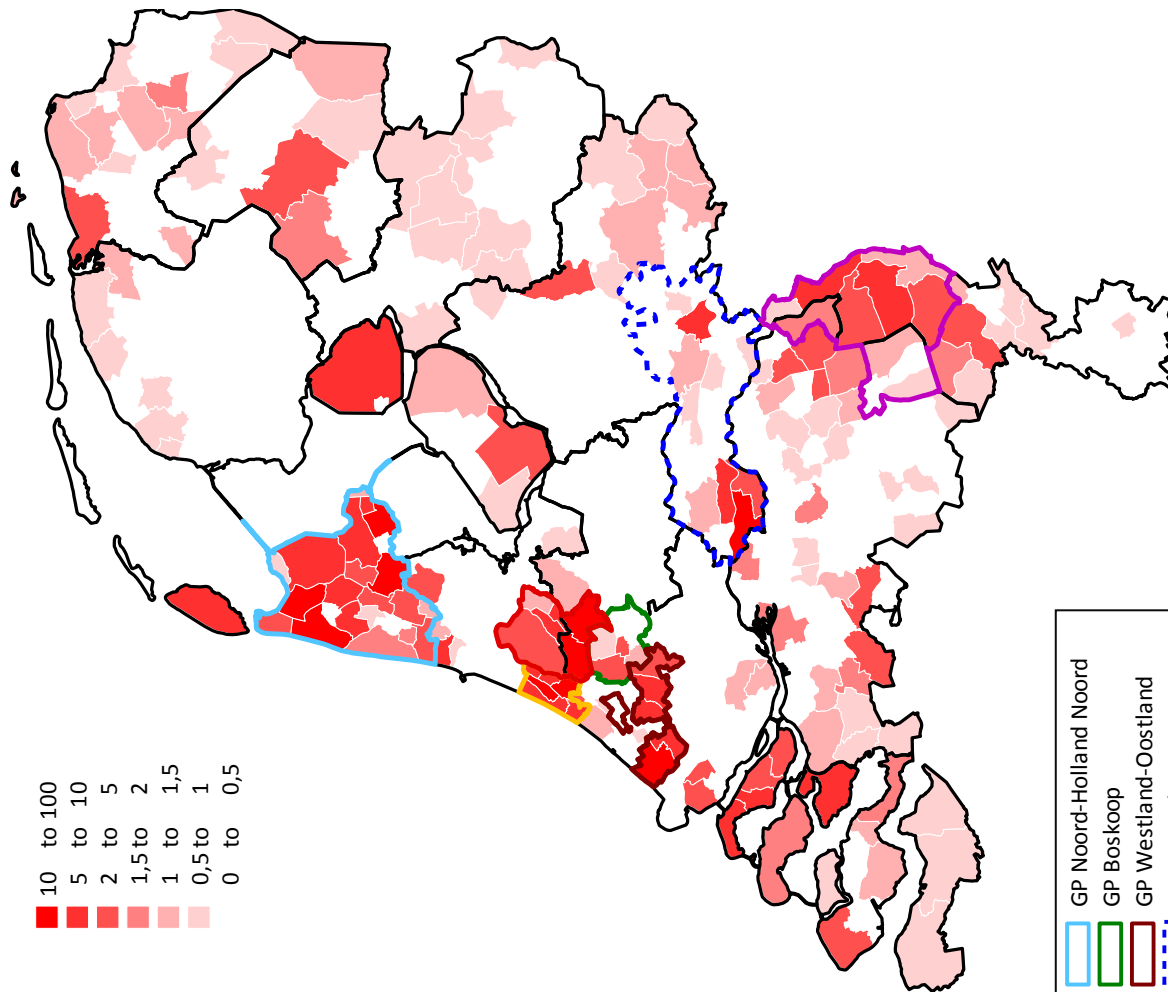 10 to 100
5 to 10
2 to 5
1,5 to 2
1 to 1,5
0,5 to 1
0 to 0,5
GP Noord-Holland Noord
GP Boskoop
GP Westland-Oostland